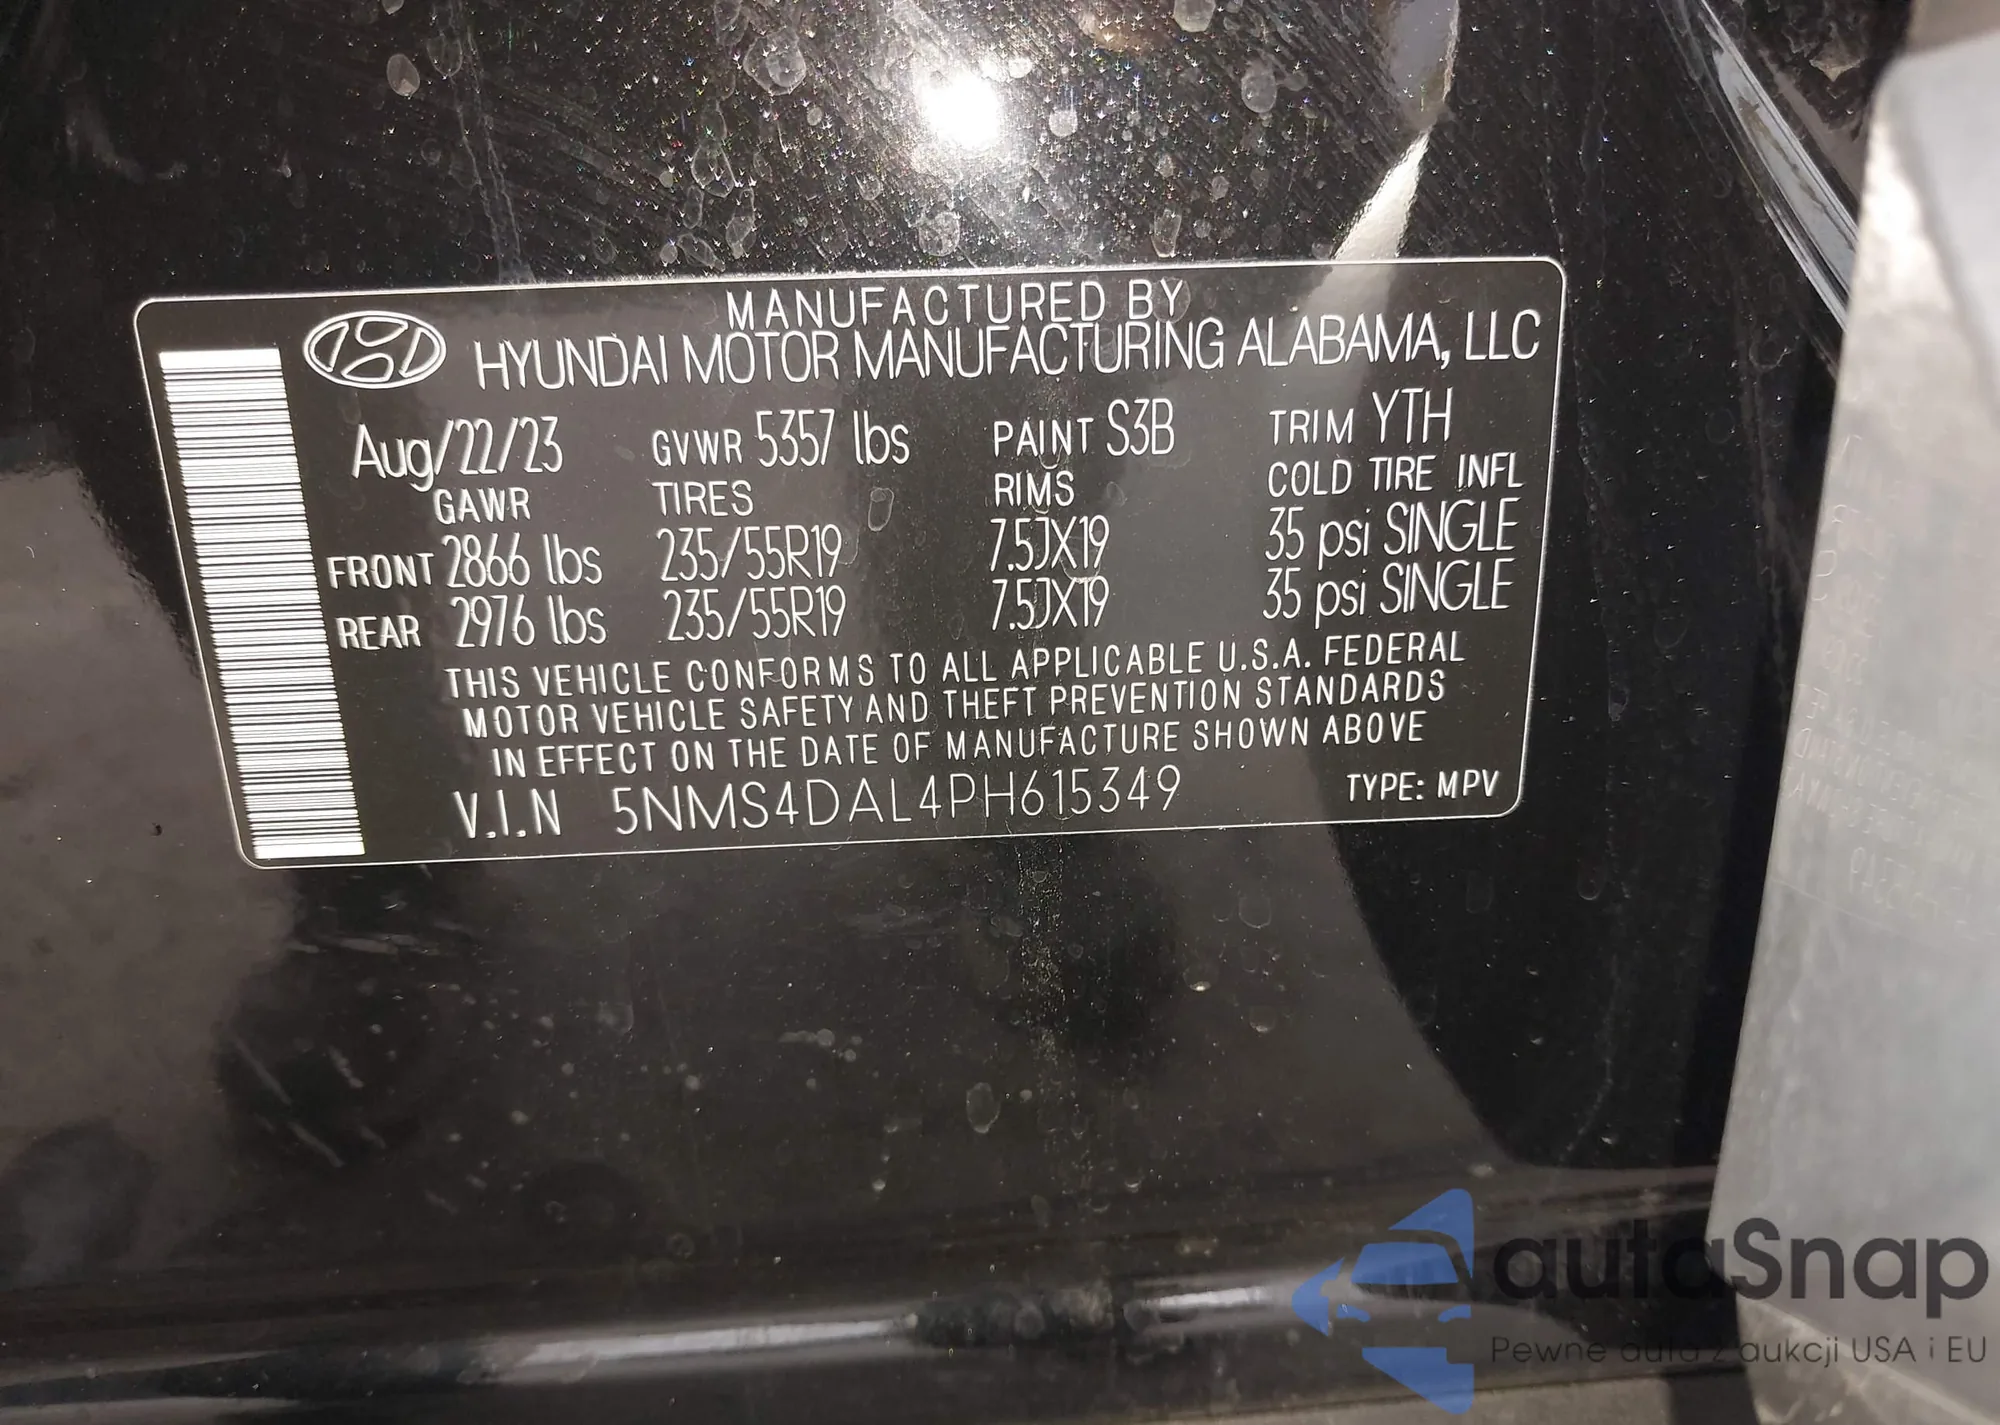 MANUFACTURED BY
HYUNDAI MOTOR MANUFACTURING ALABAMA, LLC
Aug/22/23 GVWR 5357 lbs PAINT S3B TRIM YTH
GAWR TIRES RIMS COLD TIRE INFL
FRONT 2866 lbs 235/55R19 7.5JX19 35 psi SINGLE
REAR 2976 lbs 235/55R19 7.5JX19 35 psi SINGLE
THIS VEHICLE CONFORMS TO ALL APPLICABLE U.S.A. FEDERAL
MOTOR VEHICLE SAFETY AND THEFT PREVENTION STANDARDS
IN EFFECT ON THE DATE OF MANUFACTURE SHOWN ABOVE
V.I.N 5NMS4DAL4PH615349 TYPE: MPV
autaSnap
Pewne auta z aukcji USA i EU